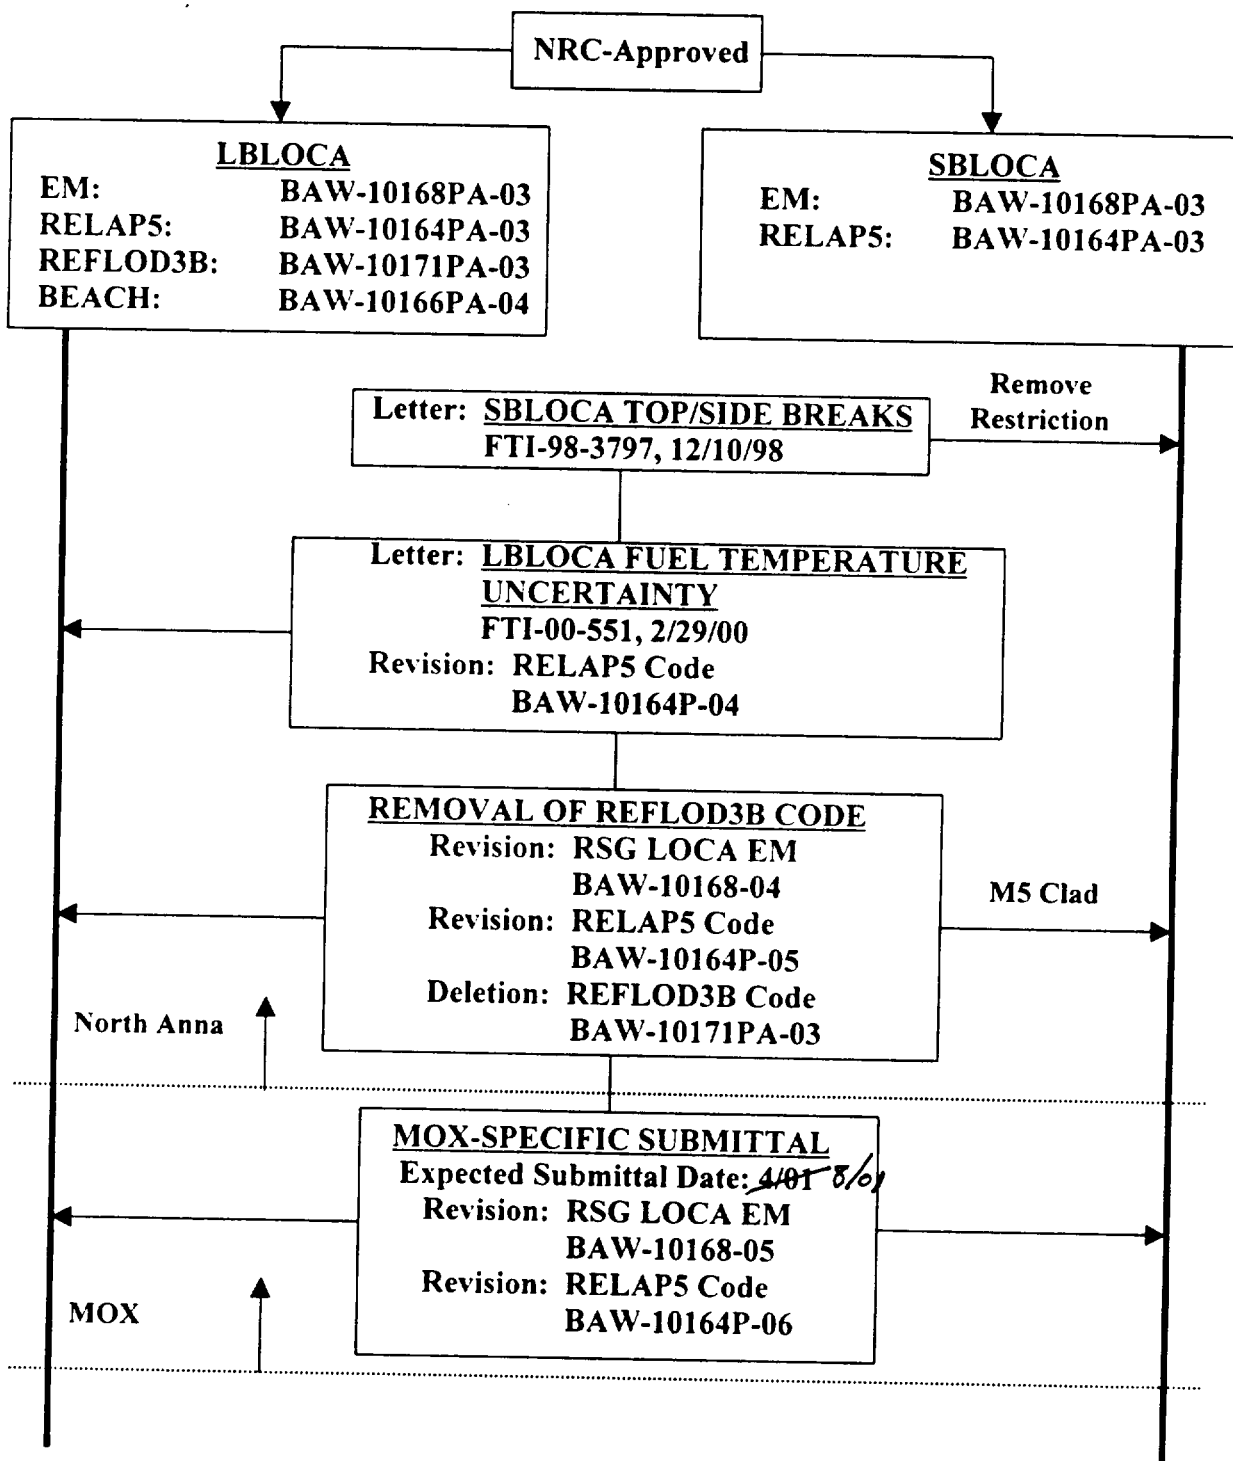 NRC-Approved
LBLOCA
EM: BAW-10168PA-03
RELAP5: BAW-10164PA-03
REFLOD3B: BAW-10171PA-03
BEACH: BAW-10166PA-04
SBLOCA
EM: BAW-10168PA-03
RELAP5: BAW-10164PA-03
Remove
Restriction
Letter: SBLOCA TOP/SIDE BREAKS
FTI-98-3797, 12/10/98
Letter: LBLOCA FUEL TEMPERATURE
UNCERTAINTY
FTI-00-551, 2/29/00
Revision: RELAP5 Code
BAW-10164P-04
REMOVAL OF REFLOD3B CODE
Revision: RSG LOCA EM
BAW-10168-04
Revision: RELAP5 Code
BAW-10164P-05
Deletion: REFLOD3B Code
BAW-10171PA-03
M5 Clad
North Anna
MOX-SPECIFIC SUBMITTAL
Expected Submittal Date: 4/01 8/01
Revision: RSG LOCA EM
BAW-10168-05
Revision: RELAP5 Code
BAW-10164P-06
MOX